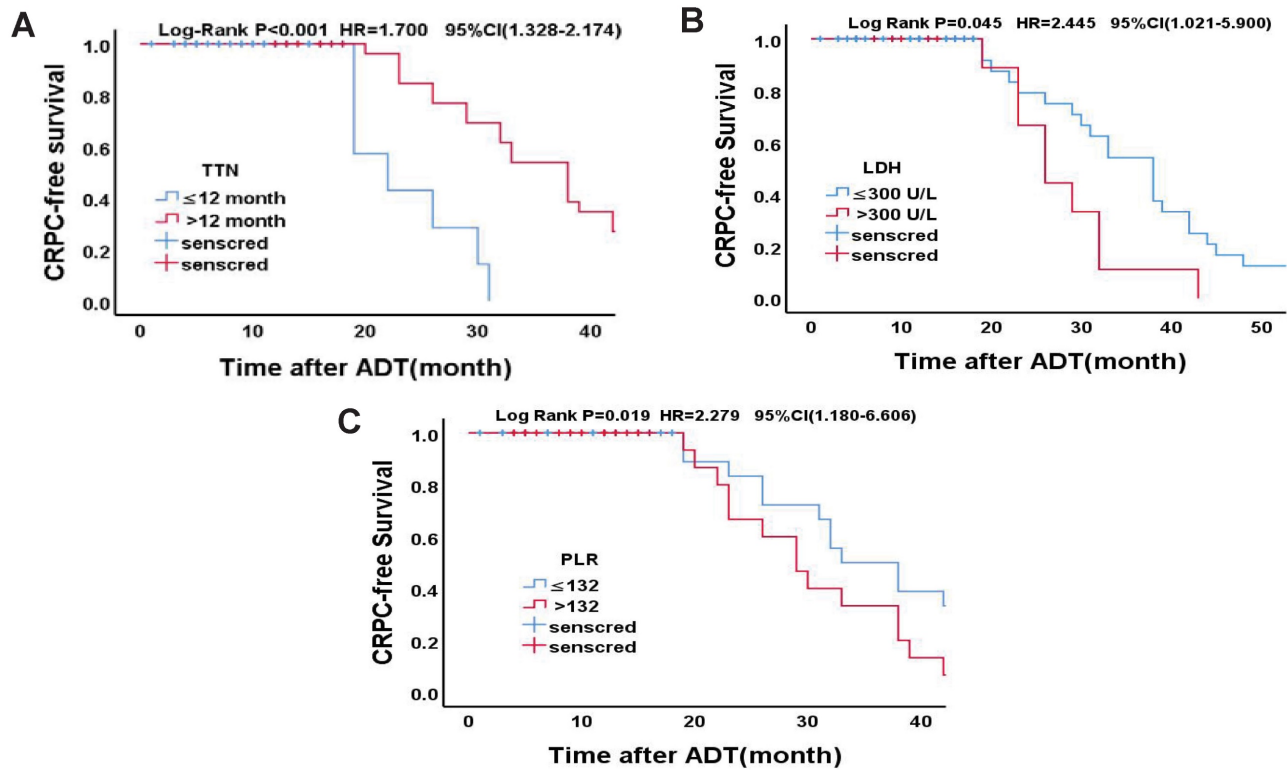 A
Log-Rank P<0.001 HR=1.700 95%CI(1.328-2.174)
CRPC-free survival
1.0
0.8
0.6
0.4
0.2
0.0
TTN
≤12 month
>12 month
senscred
senscred
0 10 20 30 40
Time after ADT(month)
B
Log Rank P=0.045 HR=2.445 95%CI(1.021-5.900)
CRPC-free Survival
1.0
0.8
0.6
0.4
0.2
0.0
LDH
≤300 U/L
>300 U/L
senscred
senscred
0 10 20 30 40 50
Time after ADT(month)
C
Log Rank P=0.019 HR=2.279 95%CI(1.180-6.606)
CRPC-free Survival
1.0
0.8
0.6
0.4
0.2
0.0
PLR
≤132
>132
senscred
senscred
0 10 20 30 40
Time after ADT(month)